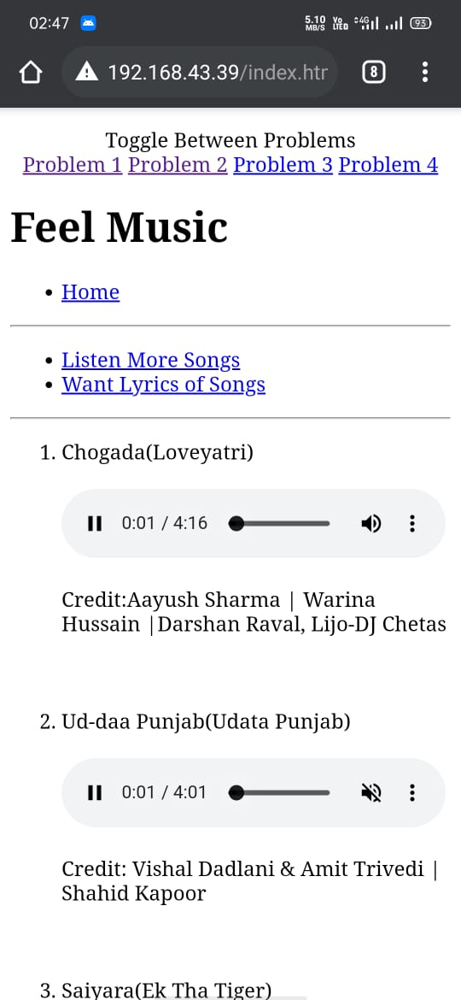 02:47 5.10 MB/S VoLTED 4G 93
192.168.43.39/index.htr 8
Toggle Between Problems
Problem 1 Problem 2 Problem 3 Problem 4
Feel Music
• Home
• Listen More Songs
• Want Lyrics of Songs
1. Chogada(Loveyatri)
0:01 / 4:16
Credit:Aayush Sharma | Warina
Hussain |Darshan Raval, Lijo-DJ Chetas
2. Ud-daa Punjab(Udata Punjab)
0:01 / 4:01
Credit: Vishal Dadlani & Amit Trivedi |
Shahid Kapoor
3. Saiyara(Ek Tha Tiger)